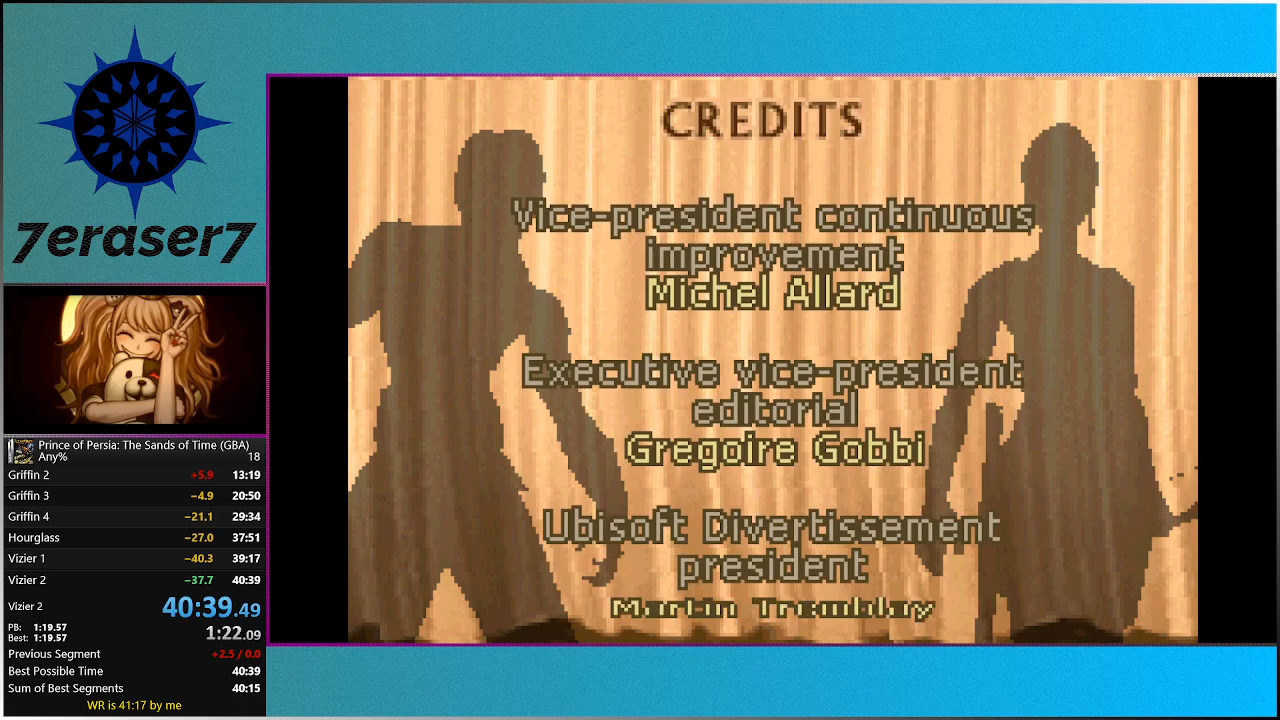 7eraser7
Prince of Persia: The Sands of Time (GBA)
Any% 18
Griffin 2 +5.9 13:19
Griffin 3 −4.9 20:50
Griffin 4 −21.1 29:34
Hourglass −27.0 37:51
Vizier 1 −40.3 39:17
Vizier 2 −37.7 40:39
Vizier 2 40:39.49
PB: 1:19.57
Best: 1:19.57 1:22.09
Previous Segment +2.5 / 0.0
Best Possible Time 40:39
Sum of Best Segments 40:15
WR is 41:17 by me
CREDITS
Vice-president continuous
improvement
Michel Allard
Executive vice-president
editorial
Gregoire Gobbi
Ubisoft Divertissement
president
Martin Tremblay